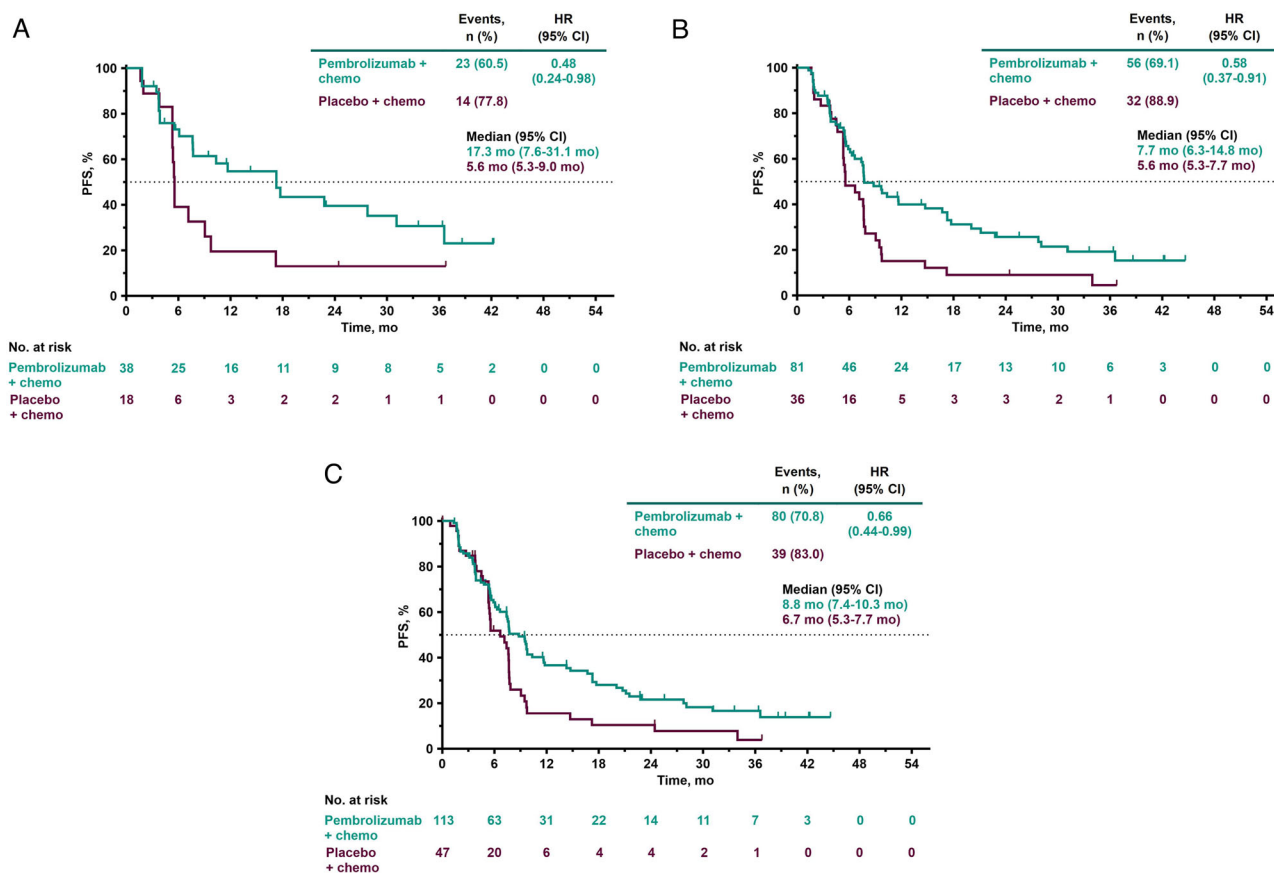 A
Events, HR
n (%) (95% CI)
Pembrolizumab + 23 (60.5) 0.48
chemo (0.24-0.98)
Placebo + chemo 14 (77.8)
Median (95% CI)
17.3 mo (7.6-31.1 mo)
5.6 mo (5.3-9.0 mo)
PFS, %
100
80
60
40
20
0
0 6 12 18 24 30 36 42 48 54
Time, mo
No. at risk
Pembrolizumab 38 25 16 11 9 8 5 2 0 0
+ chemo
Placebo 18 6 3 2 2 1 1 0 0 0
+ chemo
B
Events, HR
n (%) (95% CI)
Pembrolizumab + 56 (69.1) 0.58
chemo (0.37-0.91)
Placebo + chemo 32 (88.9)
Median (95% CI)
7.7 mo (6.3-14.8 mo)
5.6 mo (5.3-7.7 mo)
PFS, %
100
80
60
40
20
0
0 6 12 18 24 30 36 42 48 54
Time, mo
No. at risk
Pembrolizumab 81 46 24 17 13 10 6 3 0 0
+ chemo
Placebo 36 16 5 3 3 2 1 0 0 0
+ chemo
C
Events, HR
n (%) (95% CI)
Pembrolizumab + 80 (70.8) 0.66
chemo (0.44-0.99)
Placebo + chemo 39 (83.0)
Median (95% CI)
8.8 mo (7.4-10.3 mo)
6.7 mo (5.3-7.7 mo)
PFS, %
100
80
60
40
20
0
0 6 12 18 24 30 36 42 48 54
Time, mo
No. at risk
Pembrolizumab 113 63 31 22 14 11 7 3 0 0
+ chemo
Placebo 47 20 6 4 4 2 1 0 0 0
+ chemo